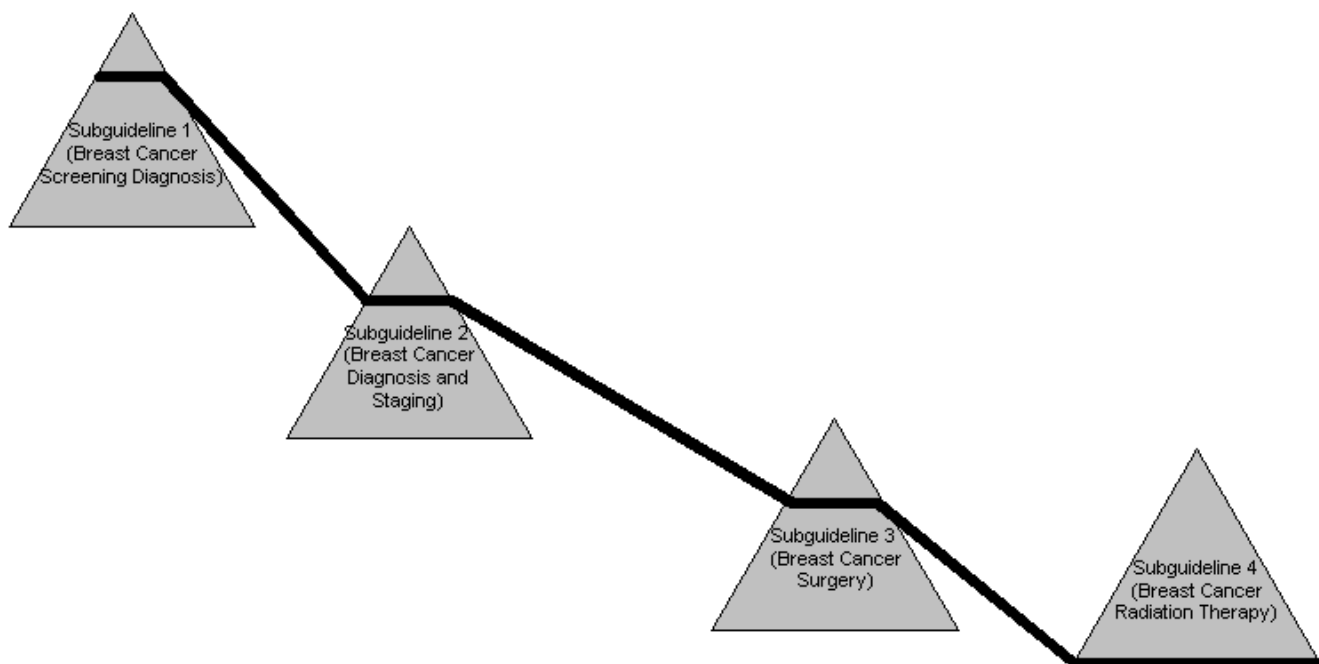 Subguideline 1
(Breast Cancer
Screening Diagnosis)
Subguideline 2
(Breast Cancer
Diagnosis and
Staging)
Subguideline 3
(Breast Cancer
Surgery)
Subguideline 4
(Breast Cancer
Radiation Therapy)